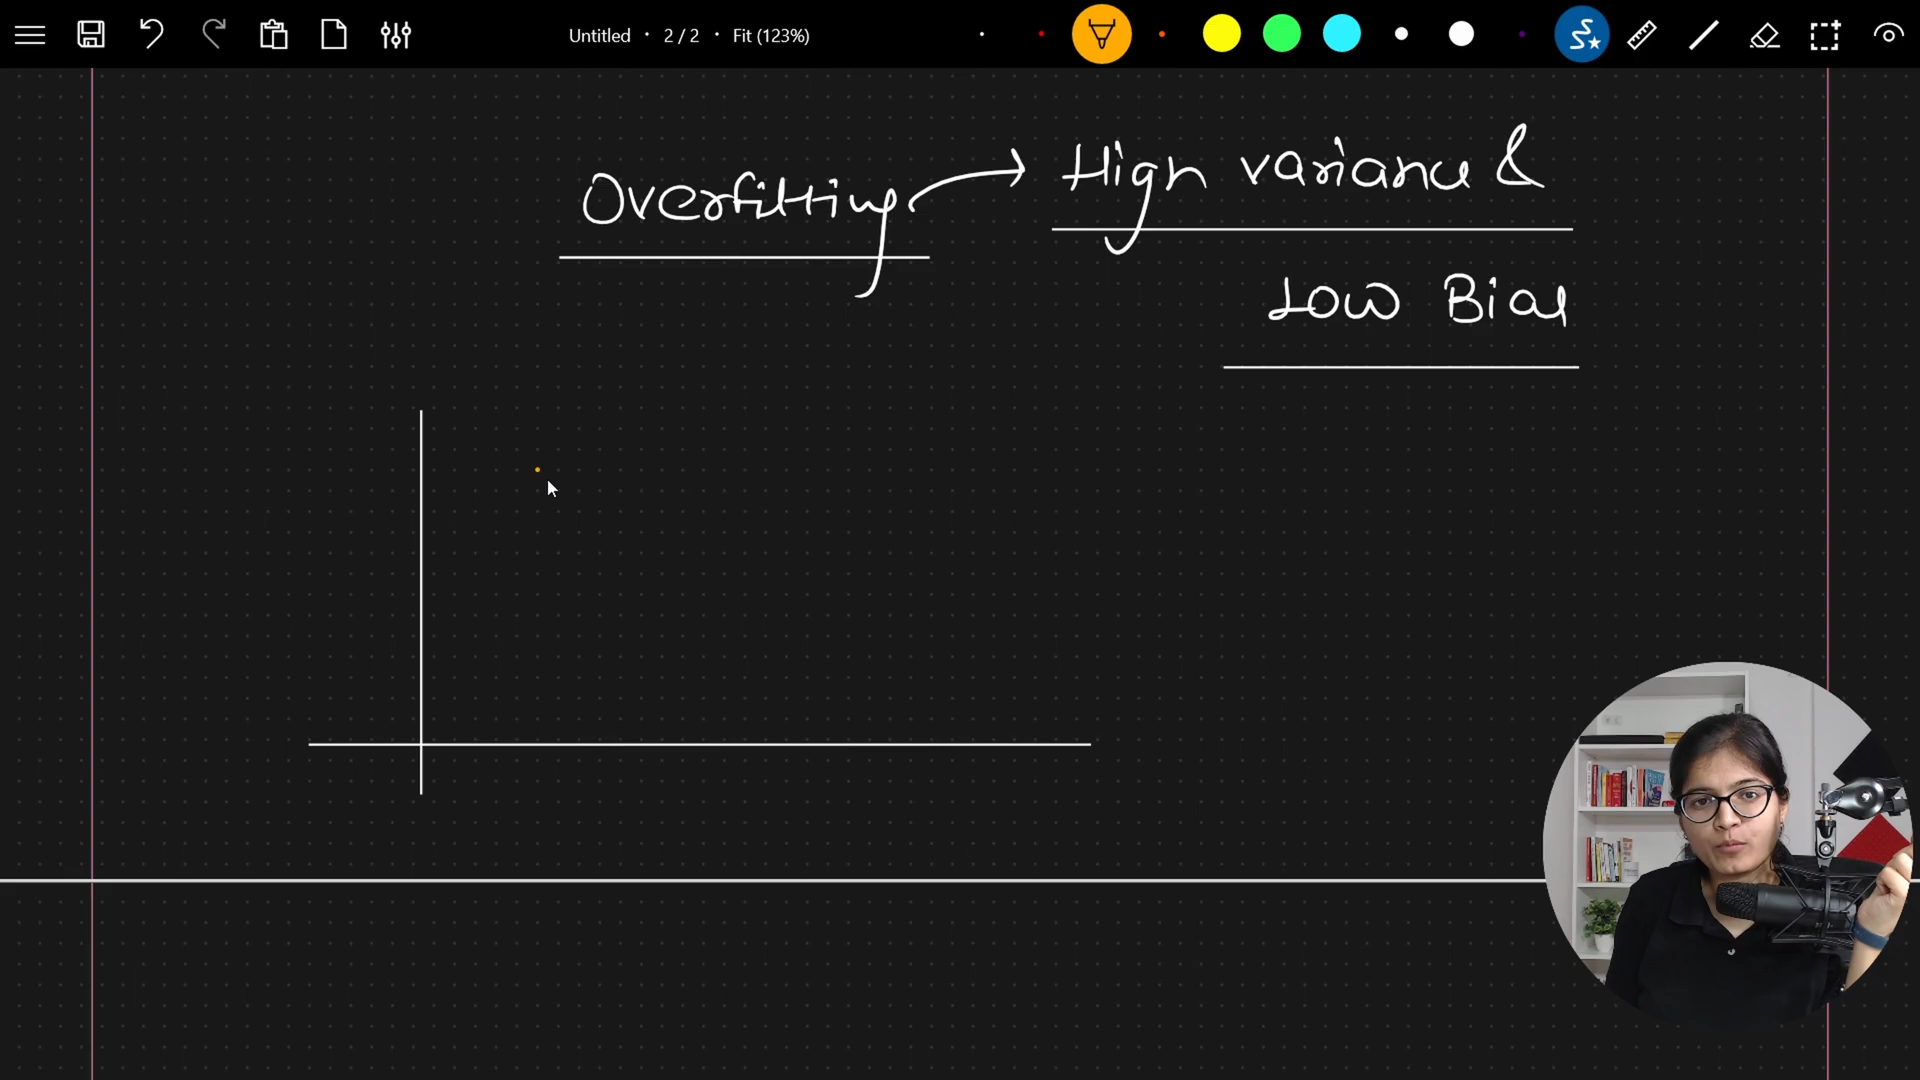 Untitled • 2 / 2 • Fit (123%)
Overfitting → High variance &
Low Bias